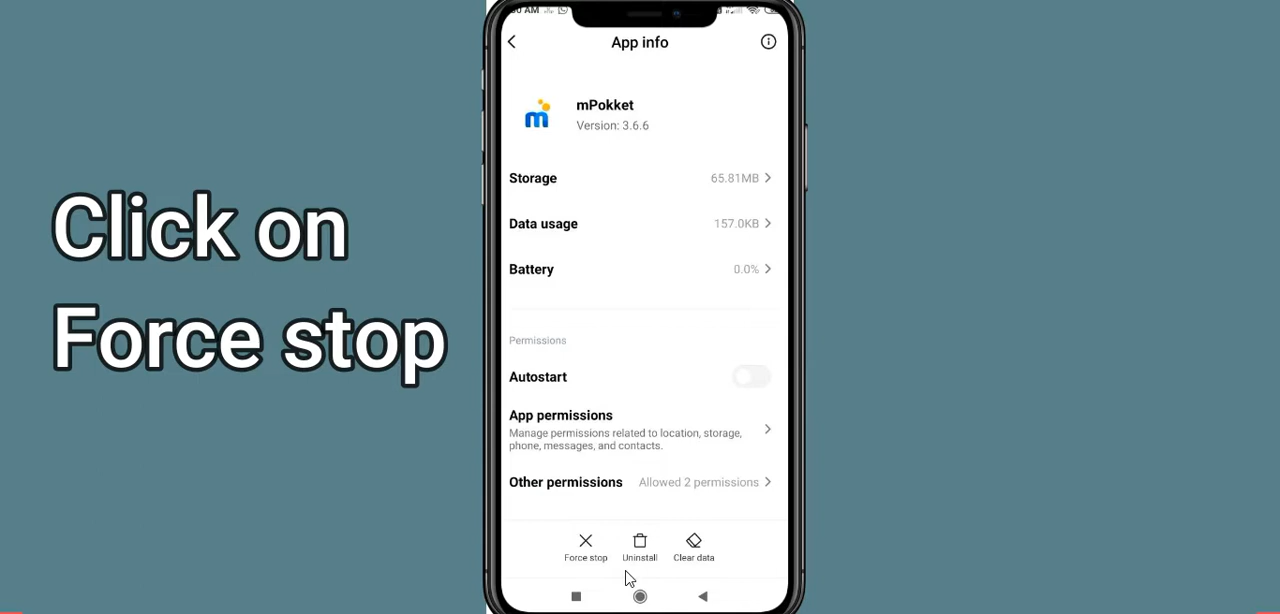 Click on
Force stop
App info
mPokket
Version: 3.6.6
Storage 65.81MB
Data usage 157.0KB
Battery 0.0%
Permissions
Autostart
App permissions
Manage permissions related to location, storage,
phone, messages, and contacts.
Other permissions Allowed 2 permissions
Force stop Uninstall Clear data